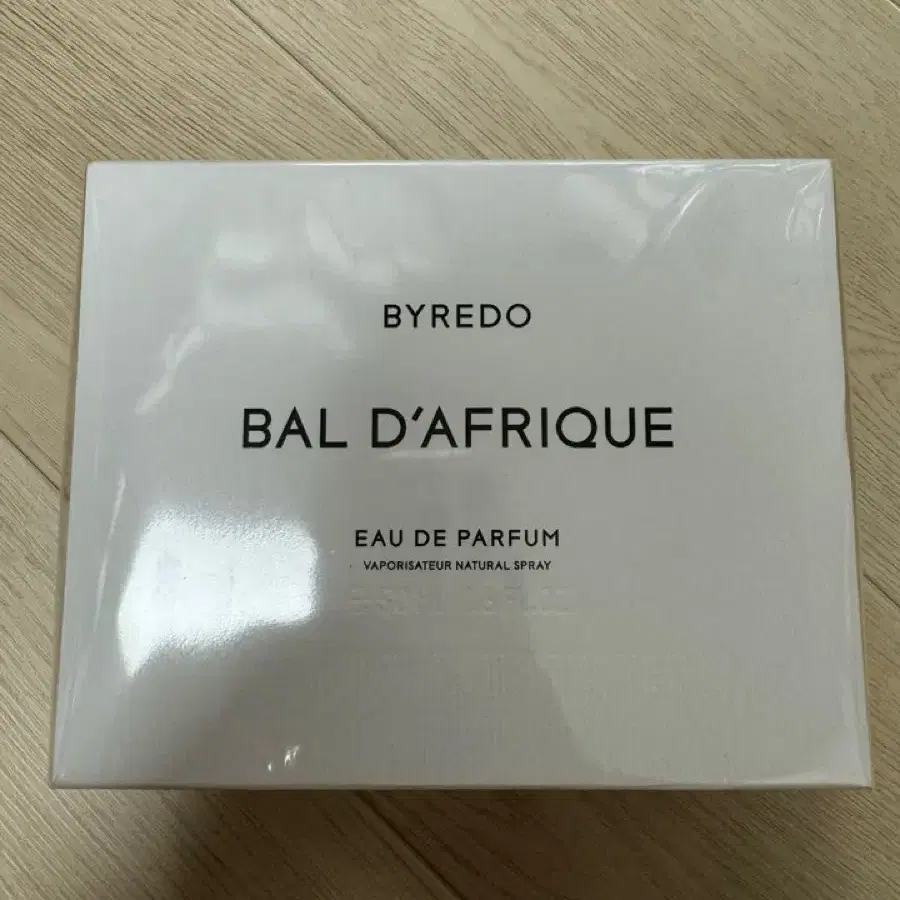 BYREDO
BAL D'AFRIQUE
EAU DE PARFUM
VAPORISATEUR NATURAL SPRAY